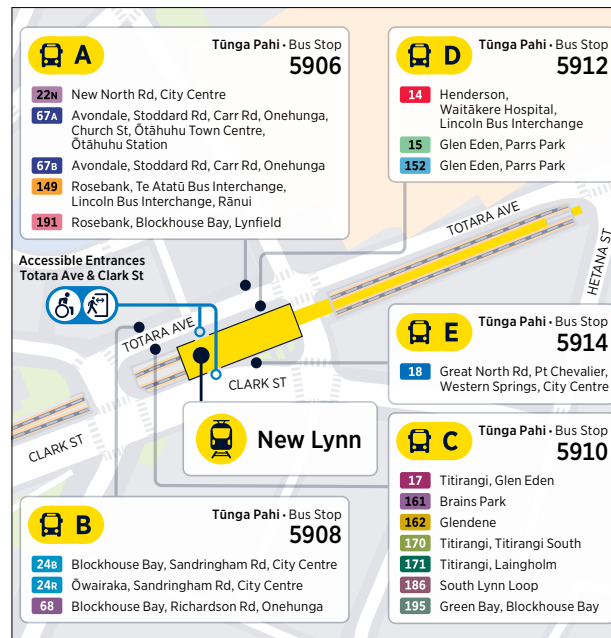 A
Tūnga Pahi • Bus Stop
5906
22N New North Rd, City Centre
67A Avondale, Stoddard Rd, Carr Rd, Onehunga,
Church St, Ōtāhuhu Town Centre,
Ōtāhuhu Station
67B Avondale, Stoddard Rd, Carr Rd, Onehunga
149 Rosebank, Te Atatū Bus Interchange,
Lincoln Bus Interchange, Rānui
191 Rosebank, Blockhouse Bay, Lynfield
D
Tūnga Pahi • Bus Stop
5912
14 Henderson,
Waitākere Hospital,
Lincoln Bus Interchange
15 Glen Eden, Parrs Park
152 Glen Eden, Parrs Park
TOTARA AVE
HETANA ST
Accessible Entrances
Totara Ave & Clark St
TOTARA AVE
CLARK ST
CLARK ST
New Lynn
E
Tūnga Pahi • Bus Stop
5914
18 Great North Rd, Pt Chevalier,
Western Springs, City Centre
B
Tūnga Pahi • Bus Stop
5908
24B Blockhouse Bay, Sandringham Rd, City Centre
24R Ōwairaka, Sandringham Rd, City Centre
68 Blockhouse Bay, Richardson Rd, Onehunga
C
Tūnga Pahi • Bus Stop
5910
17 Titirangi, Glen Eden
161 Brains Park
162 Glendene
170 Titirangi, Titirangi South
171 Titirangi, Laingholm
186 South Lynn Loop
195 Green Bay, Blockhouse Bay